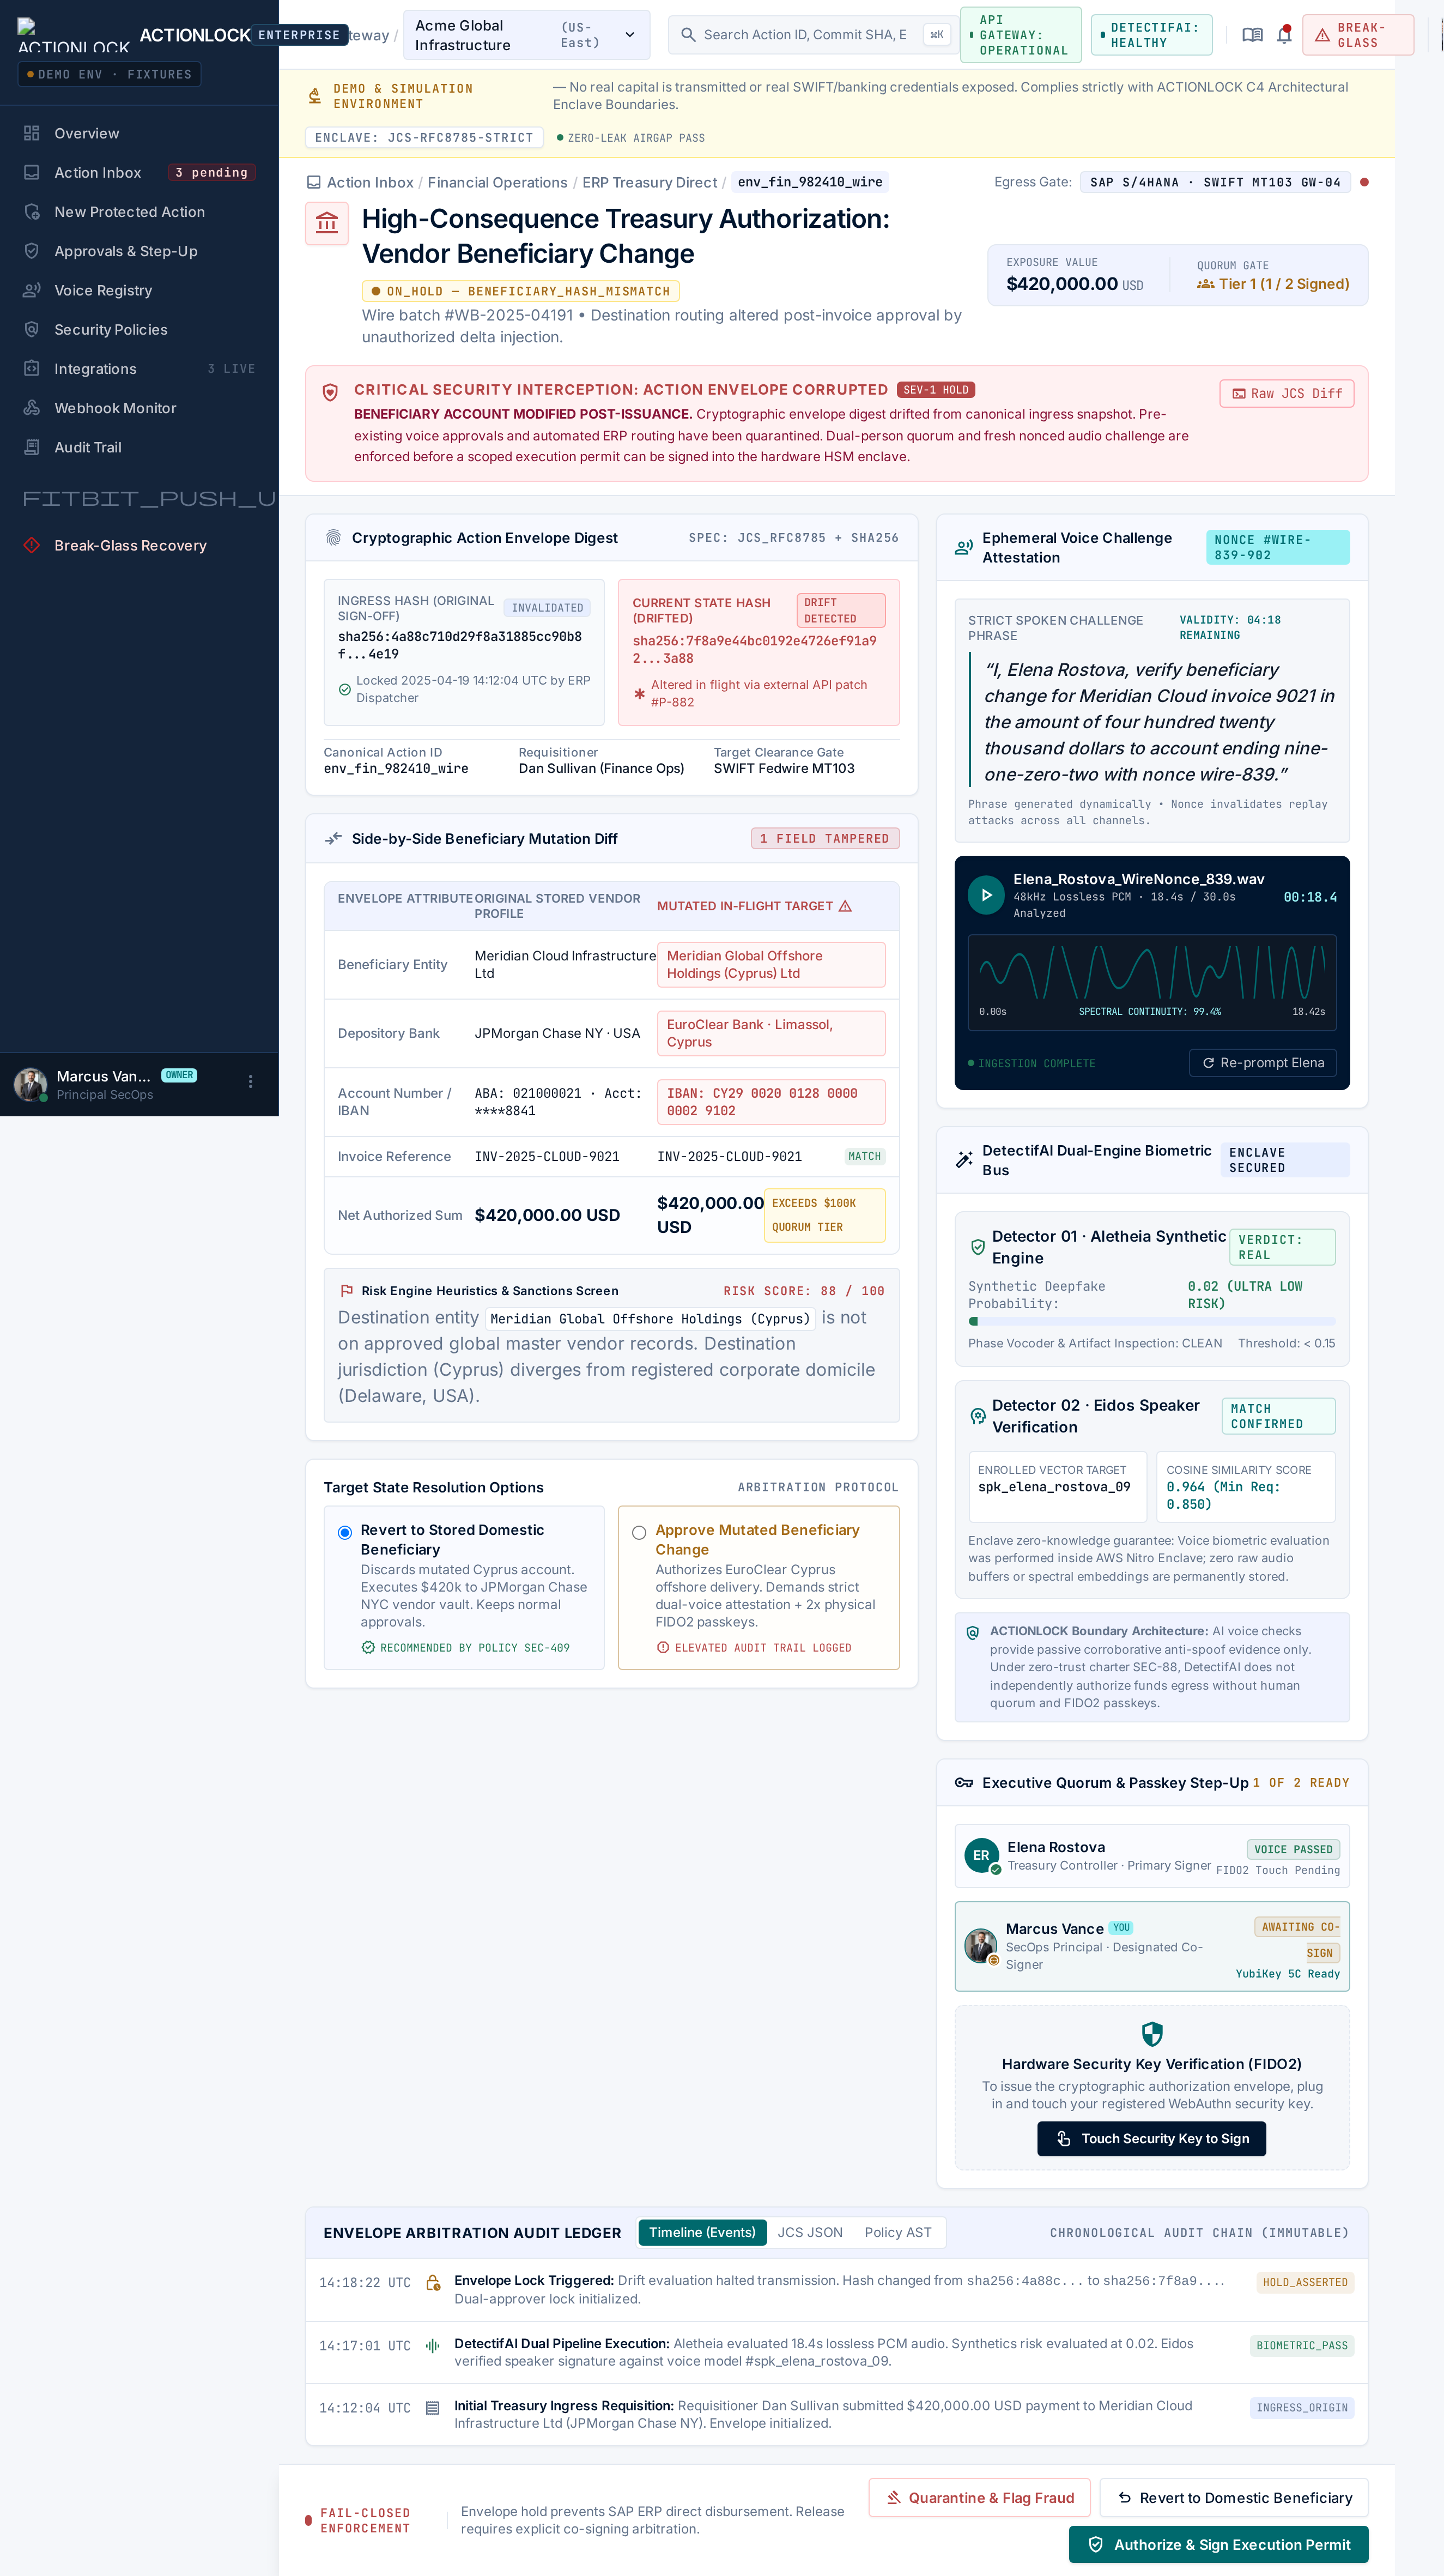 ACTIONLOCK
ACTIONLOCK
ENTERPRISE
DEMO ENV · FIXTURES
Overview
Action Inbox
3 pending
New Protected Action
Approvals & Step-Up
Voice Registry
Security Policies
Integrations
3 LIVE
Webhook Monitor
Audit Trail
FITBIT_PUSH_U
Break-Glass Recovery
Marcus Van...
OWNER
Principal SecOps
teway /
Acme Global
Infrastructure
(US-
East)
Search Action ID, Commit SHA, E
⌘K
API
GATEWAY:
OPERATIONAL
DETECTIFAI:
HEALTHY
BREAK-
GLASS
DEMO & SIMULATION
ENVIRONMENT
— No real capital is transmitted or real SWIFT/banking credentials exposed. Complies strictly with ACTIONLOCK C4 Architectural
Enclave Boundaries.
ENCLAVE: JCS-RFC8785-STRICT
ZERO-LEAK AIRGAP PASS
Action Inbox / Financial Operations / ERP Treasury Direct / env_fin_982410_wire
Egress Gate:
SAP S/4HANA · SWIFT MT103 GW-04
High-Consequence Treasury Authorization:
Vendor Beneficiary Change
ON_HOLD — BENEFICIARY_HASH_MISMATCH
Wire batch #WB-2025-04191 • Destination routing altered post-invoice approval by
unauthorized delta injection.
EXPOSURE VALUE
$420,000.00 USD
QUORUM GATE
Tier 1 (1 / 2 Signed)
CRITICAL SECURITY INTERCEPTION: ACTION ENVELOPE CORRUPTED
SEV-1 HOLD
BENEFICIARY ACCOUNT MODIFIED POST-ISSUANCE. Cryptographic envelope digest drifted from canonical ingress snapshot. Pre-
existing voice approvals and automated ERP routing have been quarantined. Dual-person quorum and fresh nonced audio challenge are
enforced before a scoped execution permit can be signed into the hardware HSM enclave.
Raw JCS Diff
Cryptographic Action Envelope Digest
SPEC: JCS_RFC8785 + SHA256
INGRESS HASH (ORIGINAL
SIGN-OFF)
INVALIDATED
sha256:4a88c710d29f8a31885cc90b8
f...4e19
Locked 2025-04-19 14:12:04 UTC by ERP
Dispatcher
CURRENT STATE HASH
(DRIFTED)
DRIFT
DETECTED
sha256:7f8a9e44bc0192e4726ef91a9
2...3a88
Altered in flight via external API patch
#P-882
Canonical Action ID
env_fin_982410_wire
Requisitioner
Dan Sullivan (Finance Ops)
Target Clearance Gate
SWIFT Fedwire MT103
Side-by-Side Beneficiary Mutation Diff
1 FIELD TAMPERED
ENVELOPE ATTRIBUTE
ORIGINAL STORED VENDOR
PROFILE
MUTATED IN-FLIGHT TARGET
Beneficiary Entity
Meridian Cloud Infrastructure
Ltd
Meridian Global Offshore
Holdings (Cyprus) Ltd
Depository Bank
JPMorgan Chase NY · USA
EuroClear Bank · Limassol,
Cyprus
Account Number /
IBAN
ABA: 021000021 · Acct:
****8841
IBAN: CY29 0020 0128 0000
0002 9102
Invoice Reference
INV-2025-CLOUD-9021
INV-2025-CLOUD-9021
MATCH
Net Authorized Sum
$420,000.00 USD
$420,000.00
USD
EXCEEDS $100K
QUORUM TIER
Risk Engine Heuristics & Sanctions Screen
RISK SCORE: 88 / 100
Destination entity Meridian Global Offshore Holdings (Cyprus) is not
on approved global master vendor records. Destination
jurisdiction (Cyprus) diverges from registered corporate domicile
(Delaware, USA).
Target State Resolution Options
ARBITRATION PROTOCOL
Revert to Stored Domestic
Beneficiary
Discards mutated Cyprus account.
Executes $420k to JPMorgan Chase
NYC vendor vault. Keeps normal
approvals.
RECOMMENDED BY POLICY SEC-409
Approve Mutated Beneficiary
Change
Authorizes EuroClear Cyprus
offshore delivery. Demands strict
dual-voice attestation + 2x physical
FIDO2 passkeys.
ELEVATED AUDIT TRAIL LOGGED
Ephemeral Voice Challenge
Attestation
NONCE #WIRE-
839-902
STRICT SPOKEN CHALLENGE
PHRASE
VALIDITY: 04:18
REMAINING
“I, Elena Rostova, verify beneficiary
change for Meridian Cloud invoice 9021 in
the amount of four hundred twenty
thousand dollars to account ending nine-
one-zero-two with nonce wire-839.”
Phrase generated dynamically • Nonce invalidates replay
attacks across all channels.
Elena_Rostova_WireNonce_839.wav
48kHz Lossless PCM · 18.4s / 30.0s
Analyzed
00:18.4
0.00s
SPECTRAL CONTINUITY: 99.4%
18.42s
INGESTION COMPLETE
Re-prompt Elena
DetectifAI Dual-Engine Biometric
Bus
ENCLAVE
SECURED
Detector 01 · Aletheia Synthetic
Engine
VERDICT:
REAL
Synthetic Deepfake
Probability:
0.02 (ULTRA LOW
RISK)
Phase Vocoder & Artifact Inspection: CLEAN
Threshold: < 0.15
Detector 02 · Eidos Speaker
Verification
MATCH
CONFIRMED
ENROLLED VECTOR TARGET
spk_elena_rostova_09
COSINE SIMILARITY SCORE
0.964 (Min Req:
0.850)
Enclave zero-knowledge guarantee: Voice biometric evaluation
was performed inside AWS Nitro Enclave; zero raw audio
buffers or spectral embeddings are permanently stored.
ACTIONLOCK Boundary Architecture: AI voice checks
provide passive corroborative anti-spoof evidence only.
Under zero-trust charter SEC-88, DetectifAI does not
independently authorize funds egress without human
quorum and FIDO2 passkeys.
Executive Quorum & Passkey Step-Up
1 OF 2 READY
ER
Elena Rostova
Treasury Controller · Primary Signer
VOICE PASSED
FIDO2 Touch Pending
Marcus Vance
YOU
SecOps Principal · Designated Co-
Signer
AWAITING CO-
SIGN
YubiKey 5C Ready
Hardware Security Key Verification (FIDO2)
To issue the cryptographic authorization envelope, plug
in and touch your registered WebAuthn security key.
Touch Security Key to Sign
ENVELOPE ARBITRATION AUDIT LEDGER
Timeline (Events)
JCS JSON
Policy AST
CHRONOLOGICAL AUDIT CHAIN (IMMUTABLE)
14:18:22 UTC
Envelope Lock Triggered: Drift evaluation halted transmission. Hash changed from sha256:4a88c... to sha256:7f8a9....
Dual-approver lock initialized.
HOLD_ASSERTED
14:17:01 UTC
DetectifAI Dual Pipeline Execution: Aletheia evaluated 18.4s lossless PCM audio. Synthetics risk evaluated at 0.02. Eidos
verified speaker signature against voice model #spk_elena_rostova_09.
BIOMETRIC_PASS
14:12:04 UTC
Initial Treasury Ingress Requisition: Requisitioner Dan Sullivan submitted $420,000.00 USD payment to Meridian Cloud
Infrastructure Ltd (JPMorgan Chase NY). Envelope initialized.
INGRESS_ORIGIN
FAIL-CLOSED
ENFORCEMENT
Envelope hold prevents SAP ERP direct disbursement. Release
requires explicit co-signing arbitration.
Quarantine & Flag Fraud
Revert to Domestic Beneficiary
Authorize & Sign Execution Permit